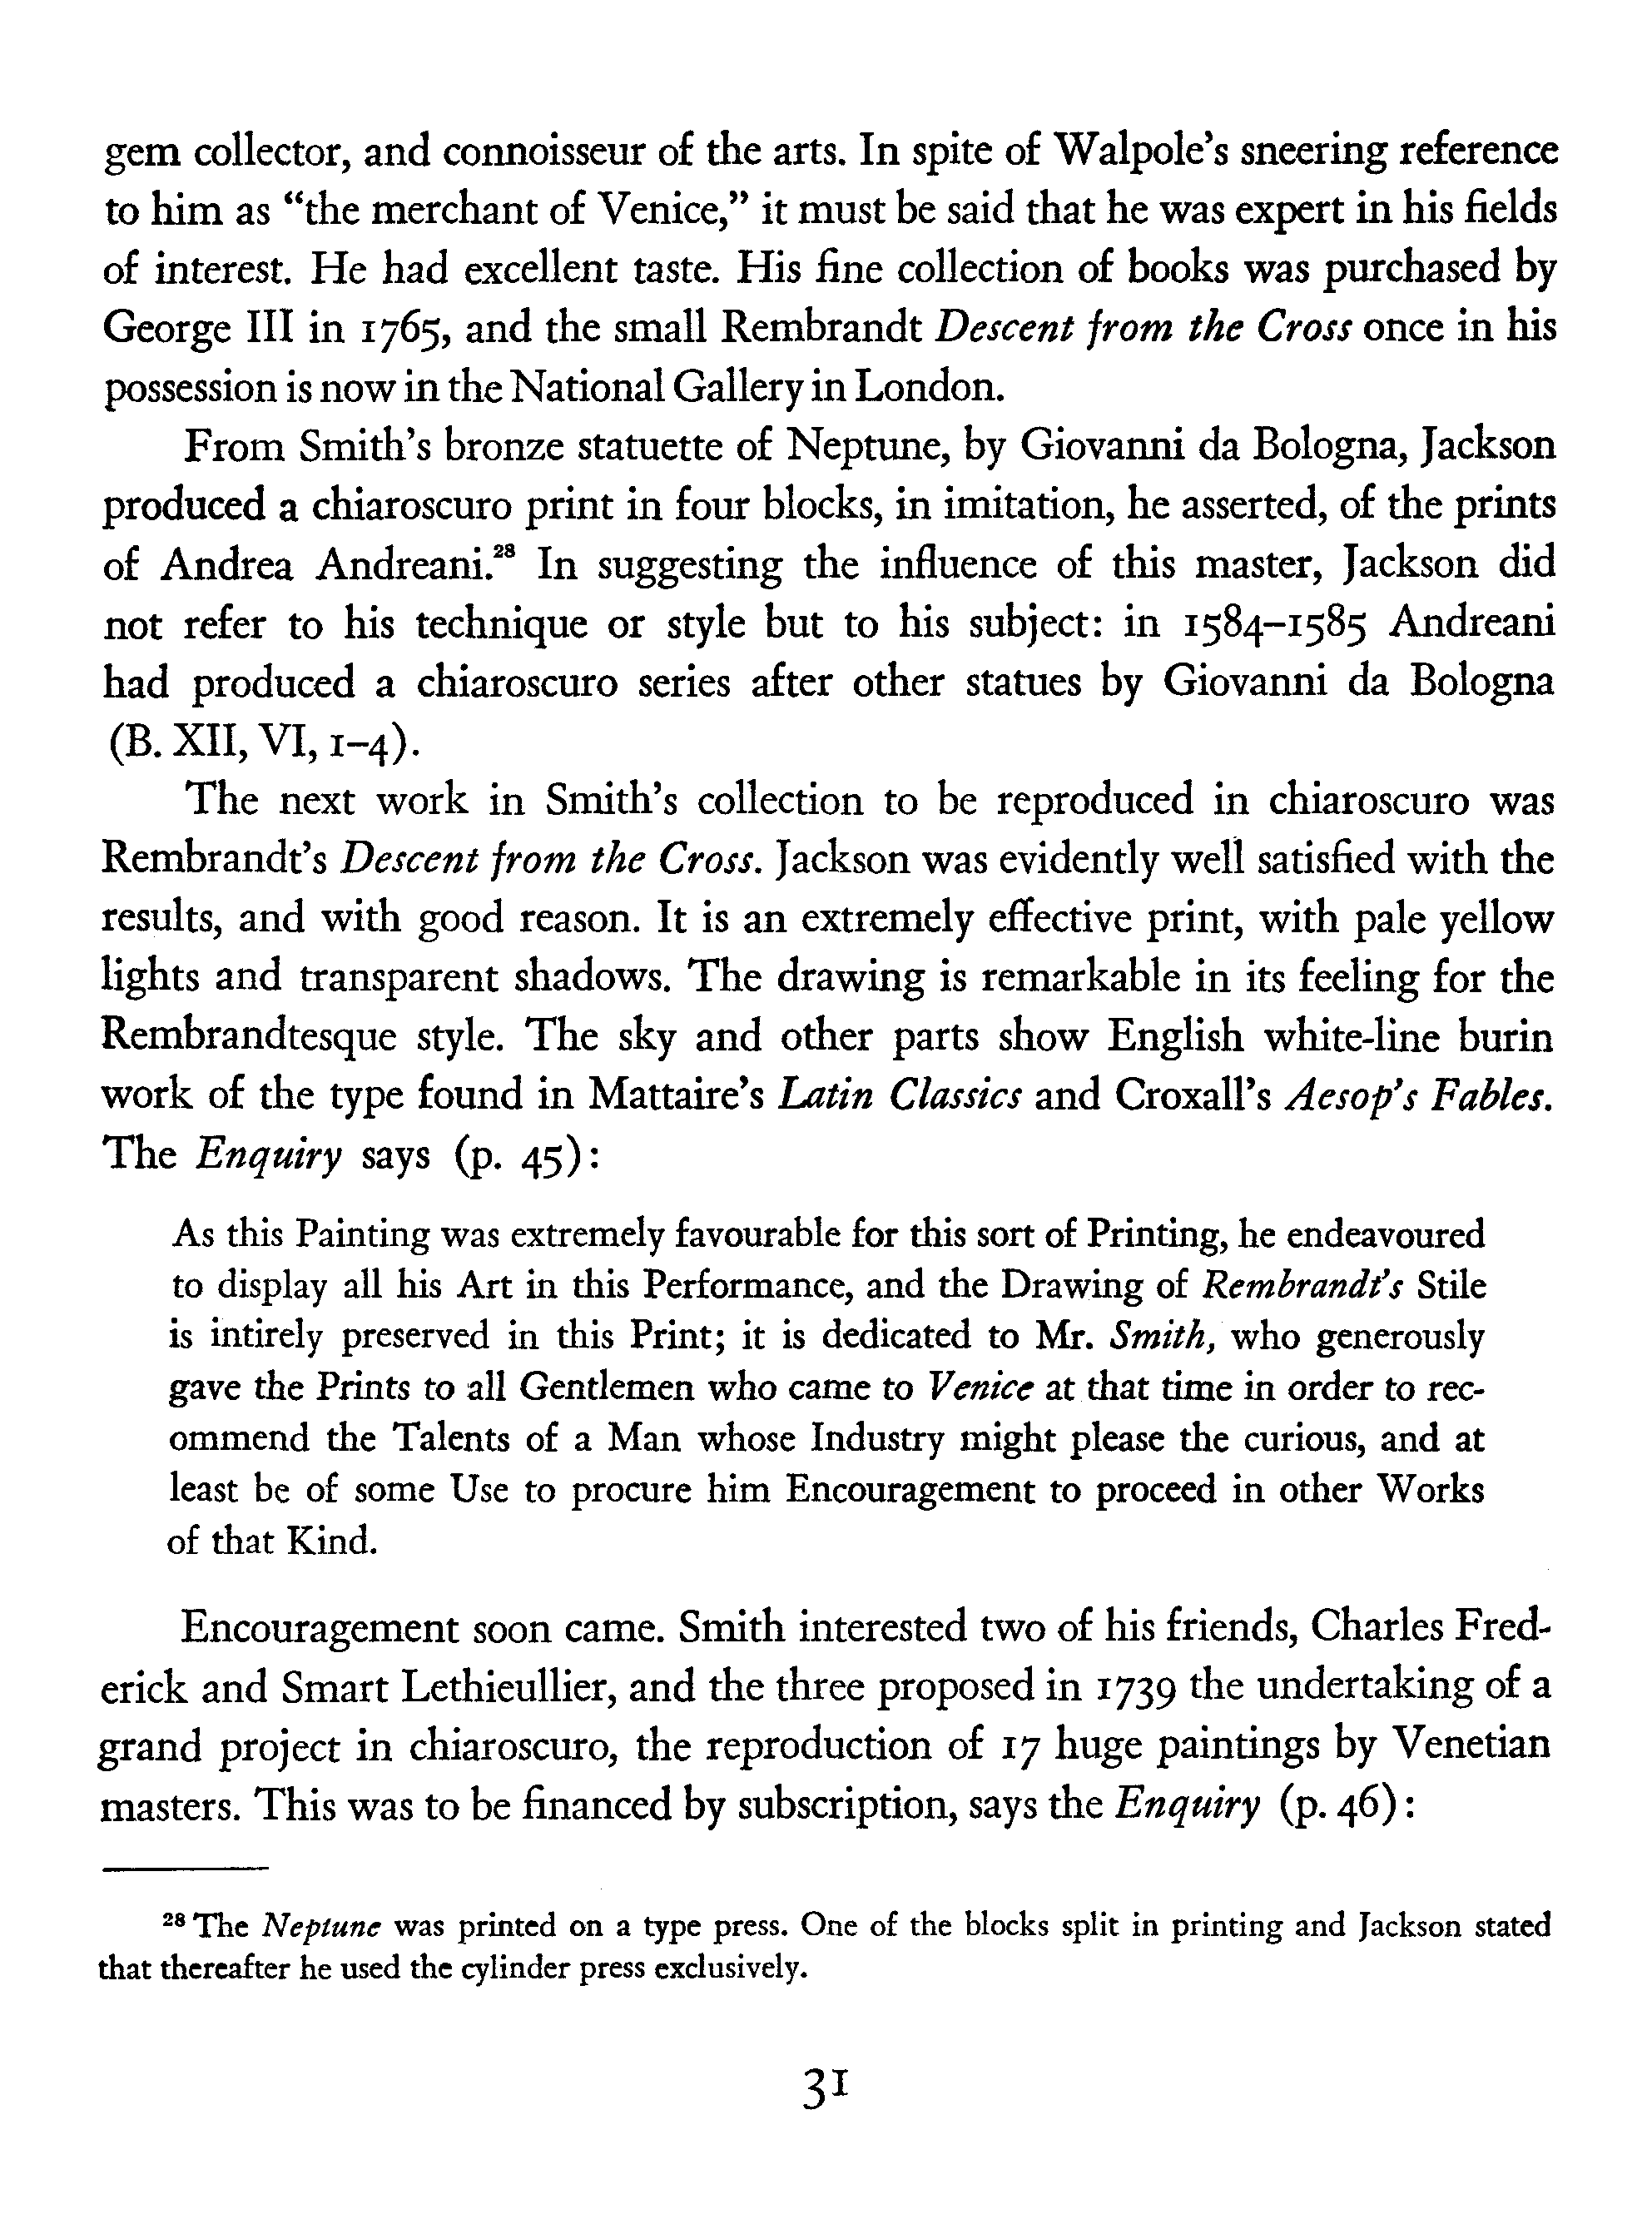 gem collector, and connoisseur of the arts. In spite of Walpole's sneering reference
to him as “the merchant of Venice,” it must be said that he was expert in his fields
of interest. He had excellent taste. His fine collection of books was purchased by
George III in 1765, and the small Rembrandt Descent from the Cross once in his
possession is now in the National Gallery in London.
From Smith's bronze statuette of Neptune, by Giovanni da Bologna, Jackson
produced a chiaroscuro print in four blocks, in imitation, he asserted, of the prints
of Andrea Andreani.28 In suggesting the influence of this master, Jackson did
not refer to his technique or style but to his subject: in 1584–1585 Andreani
had produced a chiaroscuro series after other statues by Giovanni da Bologna
(B. XII, VI, 1–4).
The next work in Smith's collection to be reproduced in chiaroscuro was
Rembrandt's Descent from the Cross. Jackson was evidently well satisfied with the
results, and with good reason. It is an extremely effective print, with pale yellow
lights and transparent shadows. The drawing is remarkable in its feeling for the
Rembrandtesque style. The sky and other parts show English white-line burin
work of the type found in Mattaire's Latin Classics and Croxall's Aesop's Fables.
The Enquiry says (p. 45):
As this Painting was extremely favourable for this sort of Printing, he endeavoured
to display all his Art in this Performance, and the Drawing of Rembrandt's Stile
is intirely preserved in this Print; it is dedicated to Mr. Smith, who generously
gave the Prints to all Gentlemen who came to Venice at that time in order to rec-
ommend the Talents of a Man whose Industry might please the curious, and at
least be of some Use to procure him Encouragement to proceed in other Works
of that Kind.
Encouragement soon came. Smith interested two of his friends, Charles Fred-
erick and Smart Lethieullier, and the three proposed in 1739 the undertaking of a
grand project in chiaroscuro, the reproduction of 17 huge paintings by Venetian
masters. This was to be financed by subscription, says the Enquiry (p. 46):
28 The Neptune was printed on a type press. One of the blocks split in printing and Jackson stated
that thereafter he used the cylinder press exclusively.
31